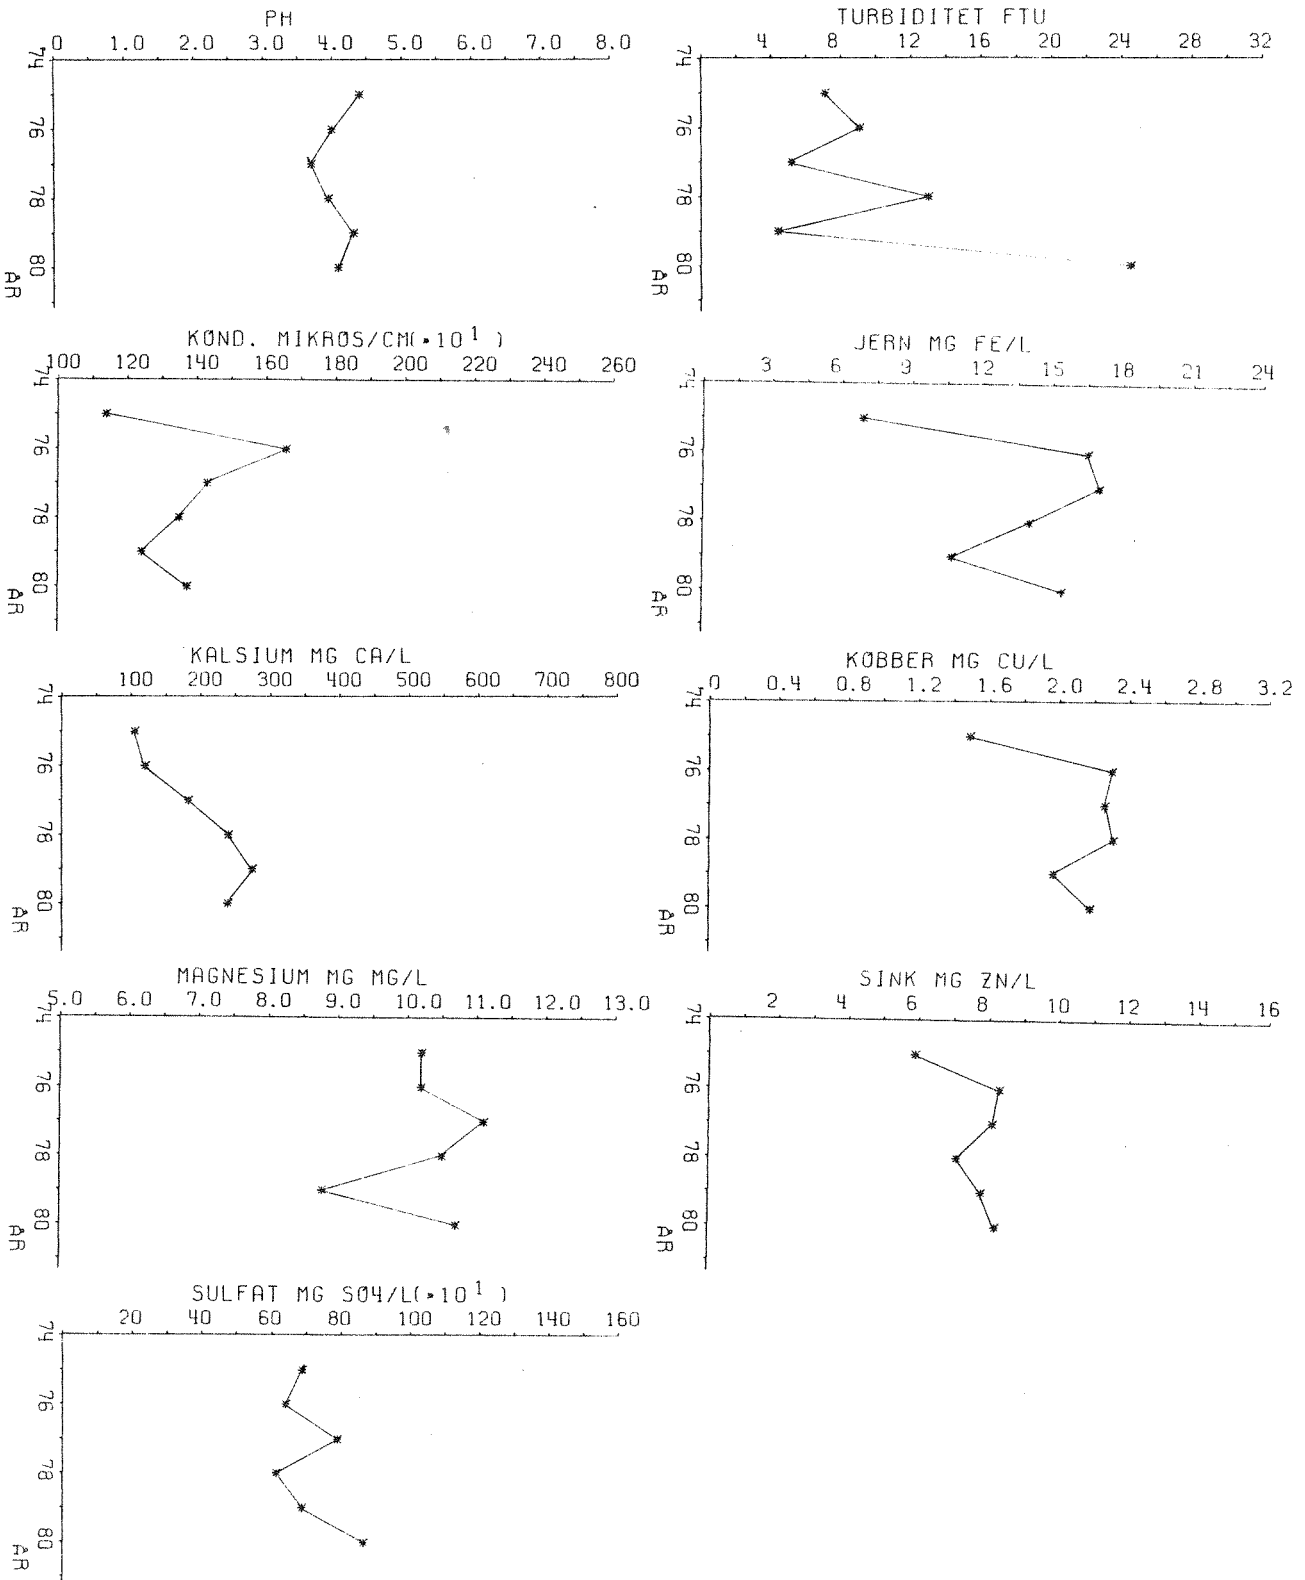 PH
.0 1.0 2.0 3.0 4.0 5.0 6.0 7.0 8.0
74
76
78
80
ÅR
TURBIDITET FTU
4 8 12 16 20 24 28 32
74
76
78
80
ÅR
KOND. MIKROS/CM(*10¹)
100 120 140 160 180 200 210 240 260
74
76
78
80
ÅR
JERN MG FE/L
3 6 9 12 15 18 21 24
74
76
78
80
ÅR
KALSIUM MG CA/L
100 200 300 400 500 600 700 800
74
76
78
80
ÅR
KOBBER MG CU/L
.0 0.4 0.8 1.2 1.6 2.0 2.4 2.8 3.2
74
76
78
80
ÅR
MAGNESIUM MG MG/L
5.0 6.0 7.0 8.0 9.0 10.0 11.0 12.0 13.0
74
76
78
80
ÅR
SINK MG ZN/L
2 4 6 8 10 12 14 16
74
76
78
80
ÅR
SULFAT MG SO4/L(*10¹)
20 40 60 80 100 120 140 160
74
76
78
80
ÅR